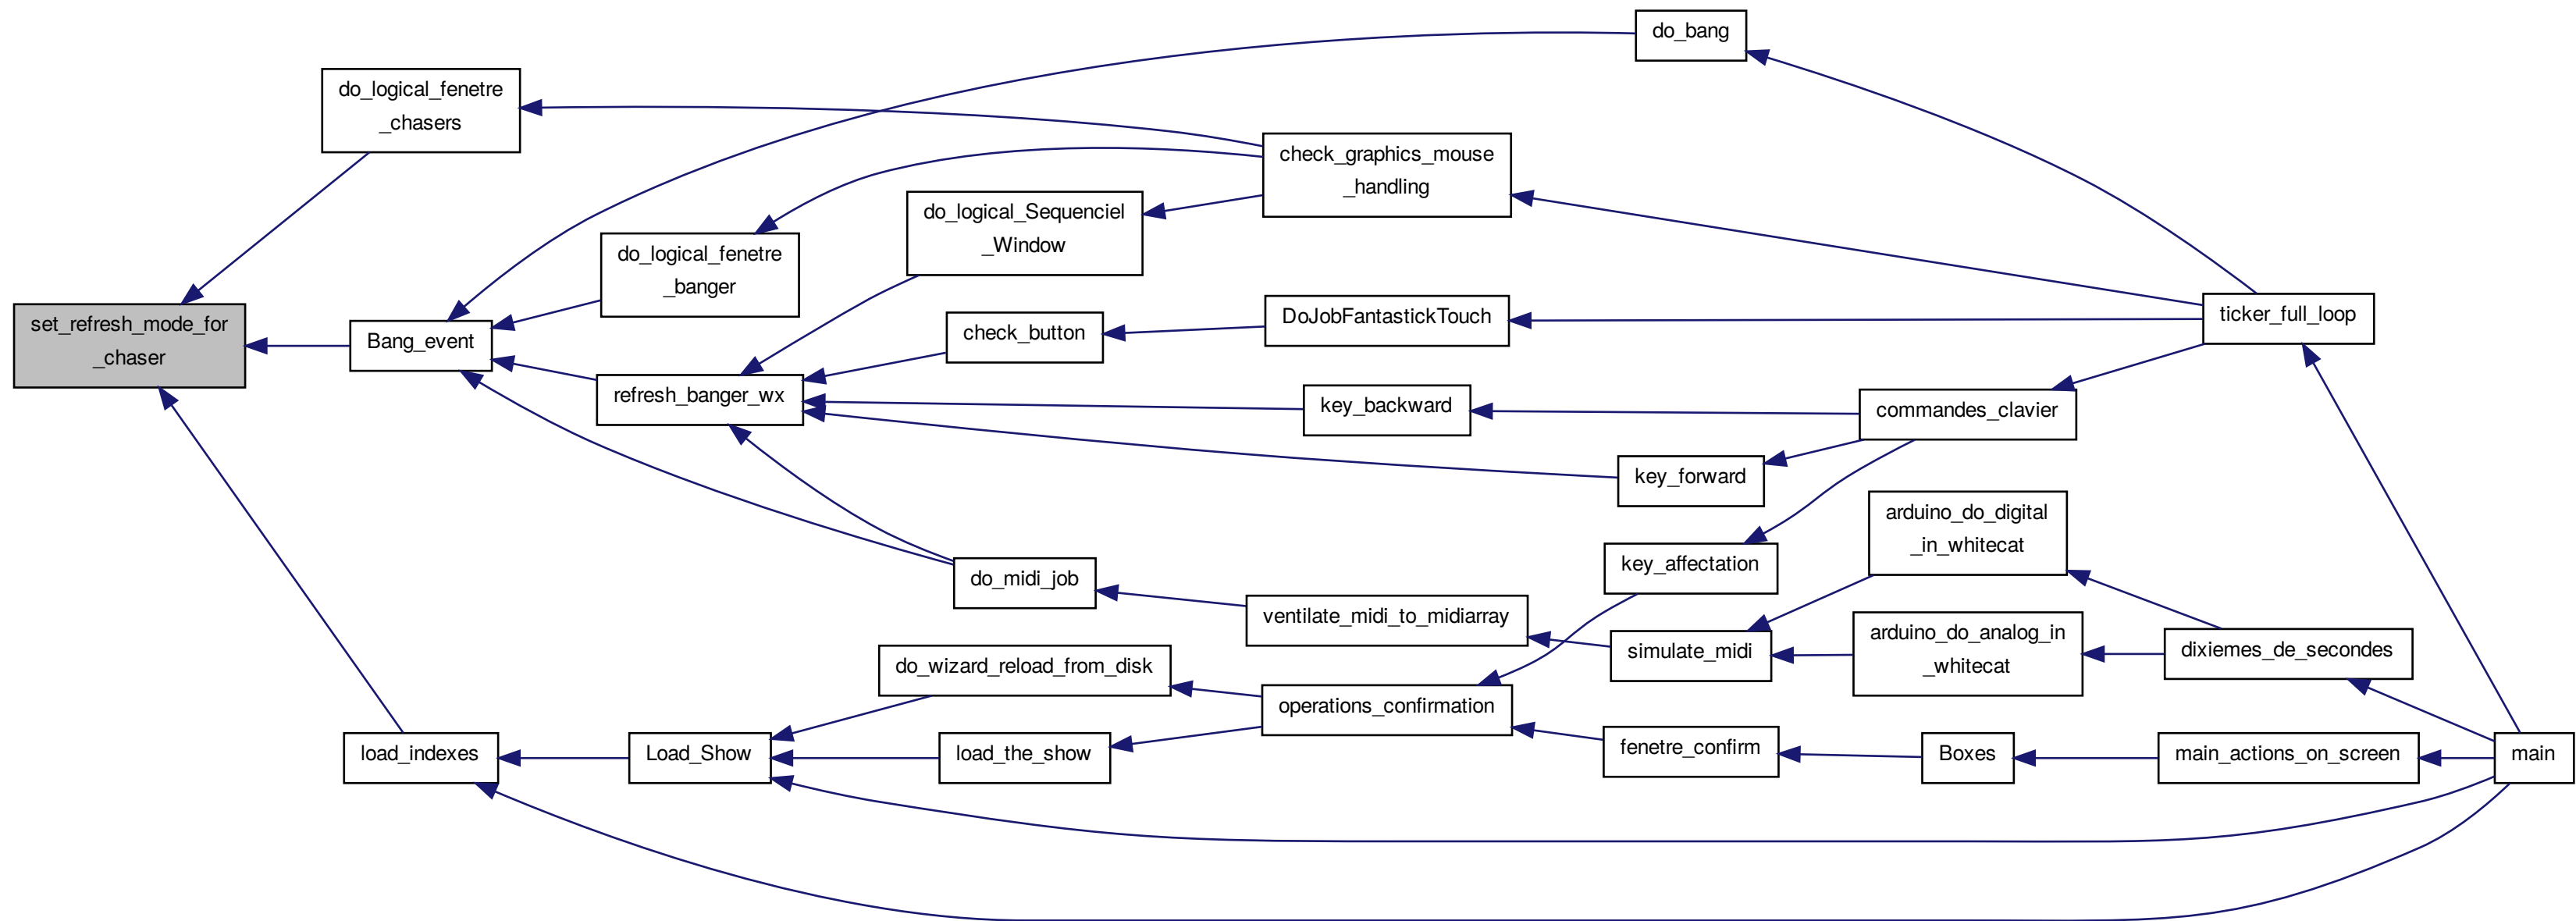 do_bang
do_logical_fenetre
_chasers
check_graphics_mouse
_handling
do_logical_Sequenciel
_Window
do_logical_fenetre
_banger
set_refresh_mode_for
_chaser
Bang_event
check_button
DoJobFantastickTouch
ticker_full_loop
refresh_banger_wx
key_backward
commandes_clavier
key_forward
arduino_do_digital
_in_whitecat
key_affectation
do_midi_job
ventilate_midi_to_midiarray
simulate_midi
arduino_do_analog_in
_whitecat
dixiemes_de_secondes
do_wizard_reload_from_disk
operations_confirmation
load_indexes
Load_Show
load_the_show
fenetre_confirm
Boxes
main_actions_on_screen
main